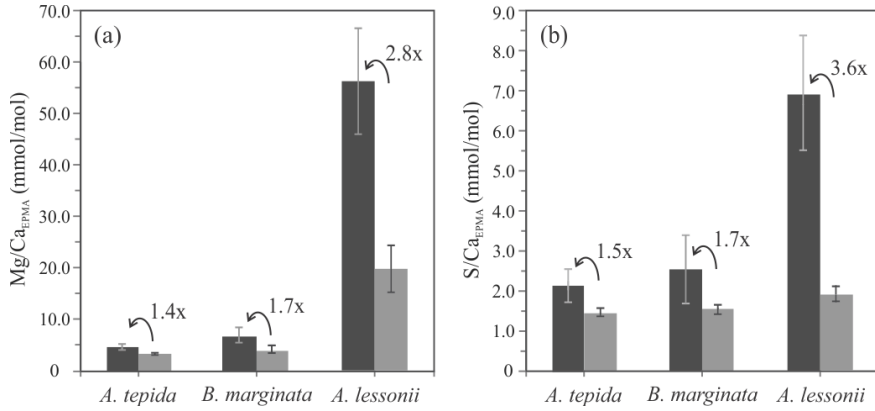 (a)
Mg/Ca_EPMA (mmol/mol)
70.0
60.0
50.0
40.0
30.0
20.0
10.0
0
1.4x
1.7x
2.8x
A. tepida
B. marginata
A. lessonii
(b)
S/Ca_EPMA (mmol/mol)
9.0
8.0
7.0
6.0
5.0
4.0
3.0
2.0
1.0
0
1.5x
1.7x
3.6x
A. tepida
B. marginata
A. lessonii